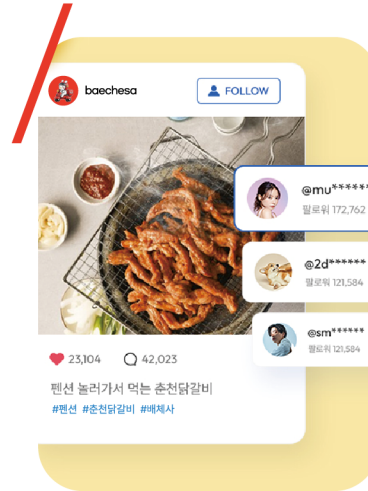 baechesa
FOLLOW
@mu******
팔로워 172,762
@2d******
팔로워 121,584
@sm******
팔로워 121,584
23,104 42,023
펜션 놀러가서 먹는 춘천닭갈비
#펜션 #춘천닭갈비 #배체사